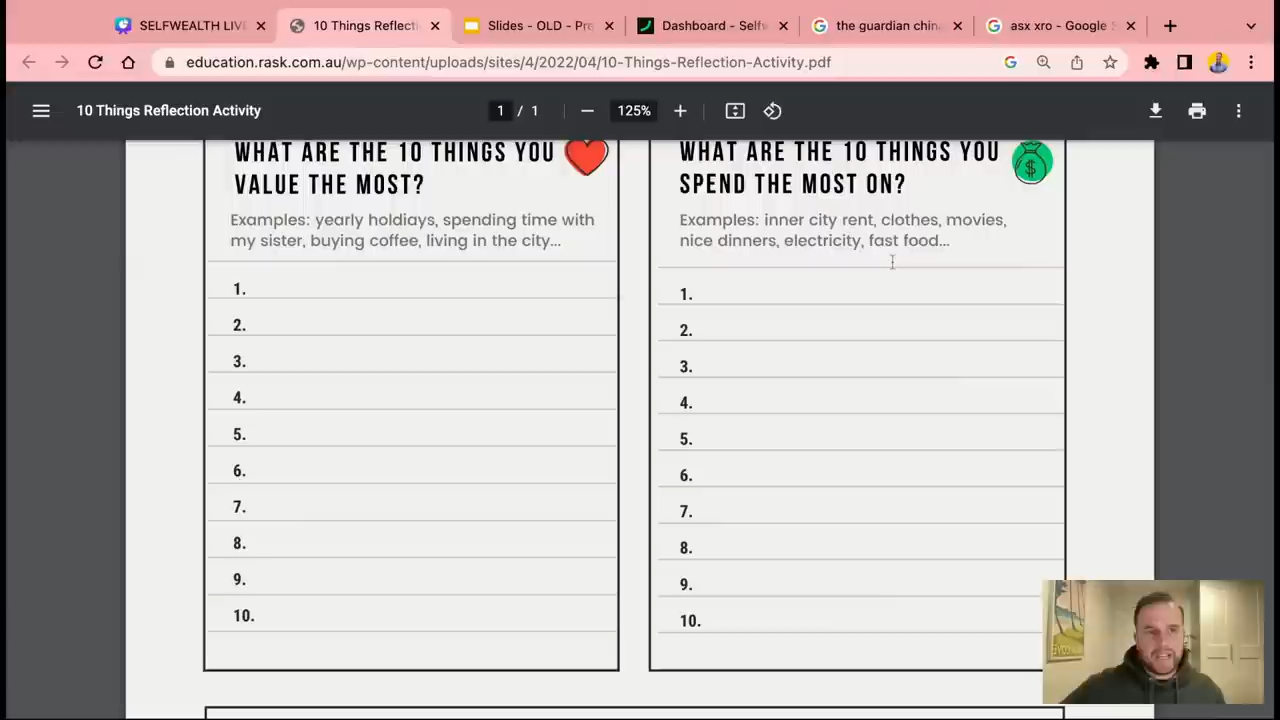 SELFWEALTH LIV
10 Things Reflecti
Slides - OLD - Pre
Dashboard - Selfw
the guardian chin
asx xro - Google S
education.rask.com.au/wp-content/uploads/sites/4/2022/04/10-Things-Reflection-Activity.pdf
10 Things Reflection Activity
1 / 1
125%
WHAT ARE THE 10 THINGS YOU
VALUE THE MOST?
Examples: yearly holdiays, spending time with
my sister, buying coffee, living in the city...
1.
2.
3.
4.
5.
6.
7.
8.
9.
10.
WHAT ARE THE 10 THINGS YOU
SPEND THE MOST ON?
$
Examples: inner city rent, clothes, movies,
nice dinners, electricity, fast food...
1.
2.
3.
4.
5.
6.
7.
8.
9.
10.